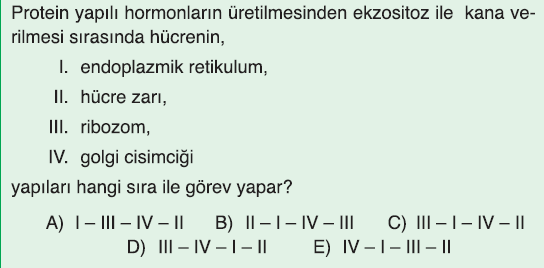 Protein yapılı hormonların üretilmesinden ekzositoz ile kana ve-
rilmesi sırasında hücrenin,
I. endoplazmik retikulum,
II. hücre zarı,
III. ribozom,
IV. golgi cisimciği
yapıları hangi sıra ile görev yapar?
A) I – III – IV – II B) II – I – IV – III C) III – I – IV – II
D) III – IV – I – II E) IV – I – III – II